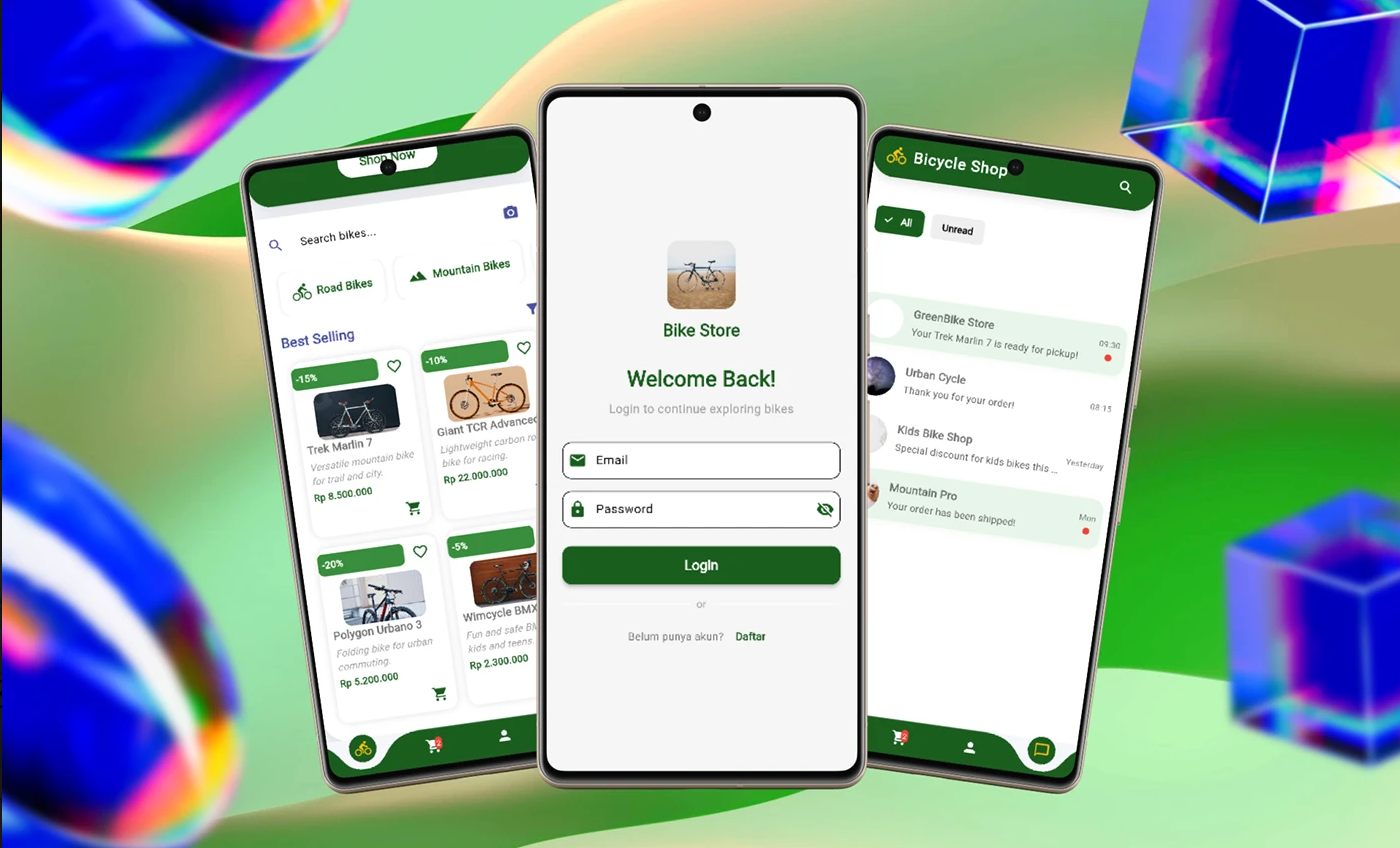 Shop Now
Search bikes...
Road Bikes
Mountain Bikes
Best Selling
-15%
Trek Marlin 7
Versatile mountain bike
for trail and city.
Rp 8.500.000
-10%
Giant TCR Advanced
Lightweight carbon ro
bike for racing.
Rp 22.000.000
-20%
Polygon Urbano 3
Folding bike for urban
commuting.
Rp 5.200.000
-5%
Wimcycle BMX
Fun and safe BM
kids and teens.
Rp 2.300.000
2
Bike Store
Welcome Back!
Login to continue exploring bikes
Email
Password
Login
or
Belum punya akun? Daftar
Bicycle Shop
All
Unread
GreenBike Store
Your Trek Marlin 7 is ready for pickup!
09:30
Urban Cycle
Thank you for your order!
08:15
Kids Bike Shop
Special discount for kids bikes this ...
Yesterday
Mountain Pro
Your order has been shipped!
Mon
2